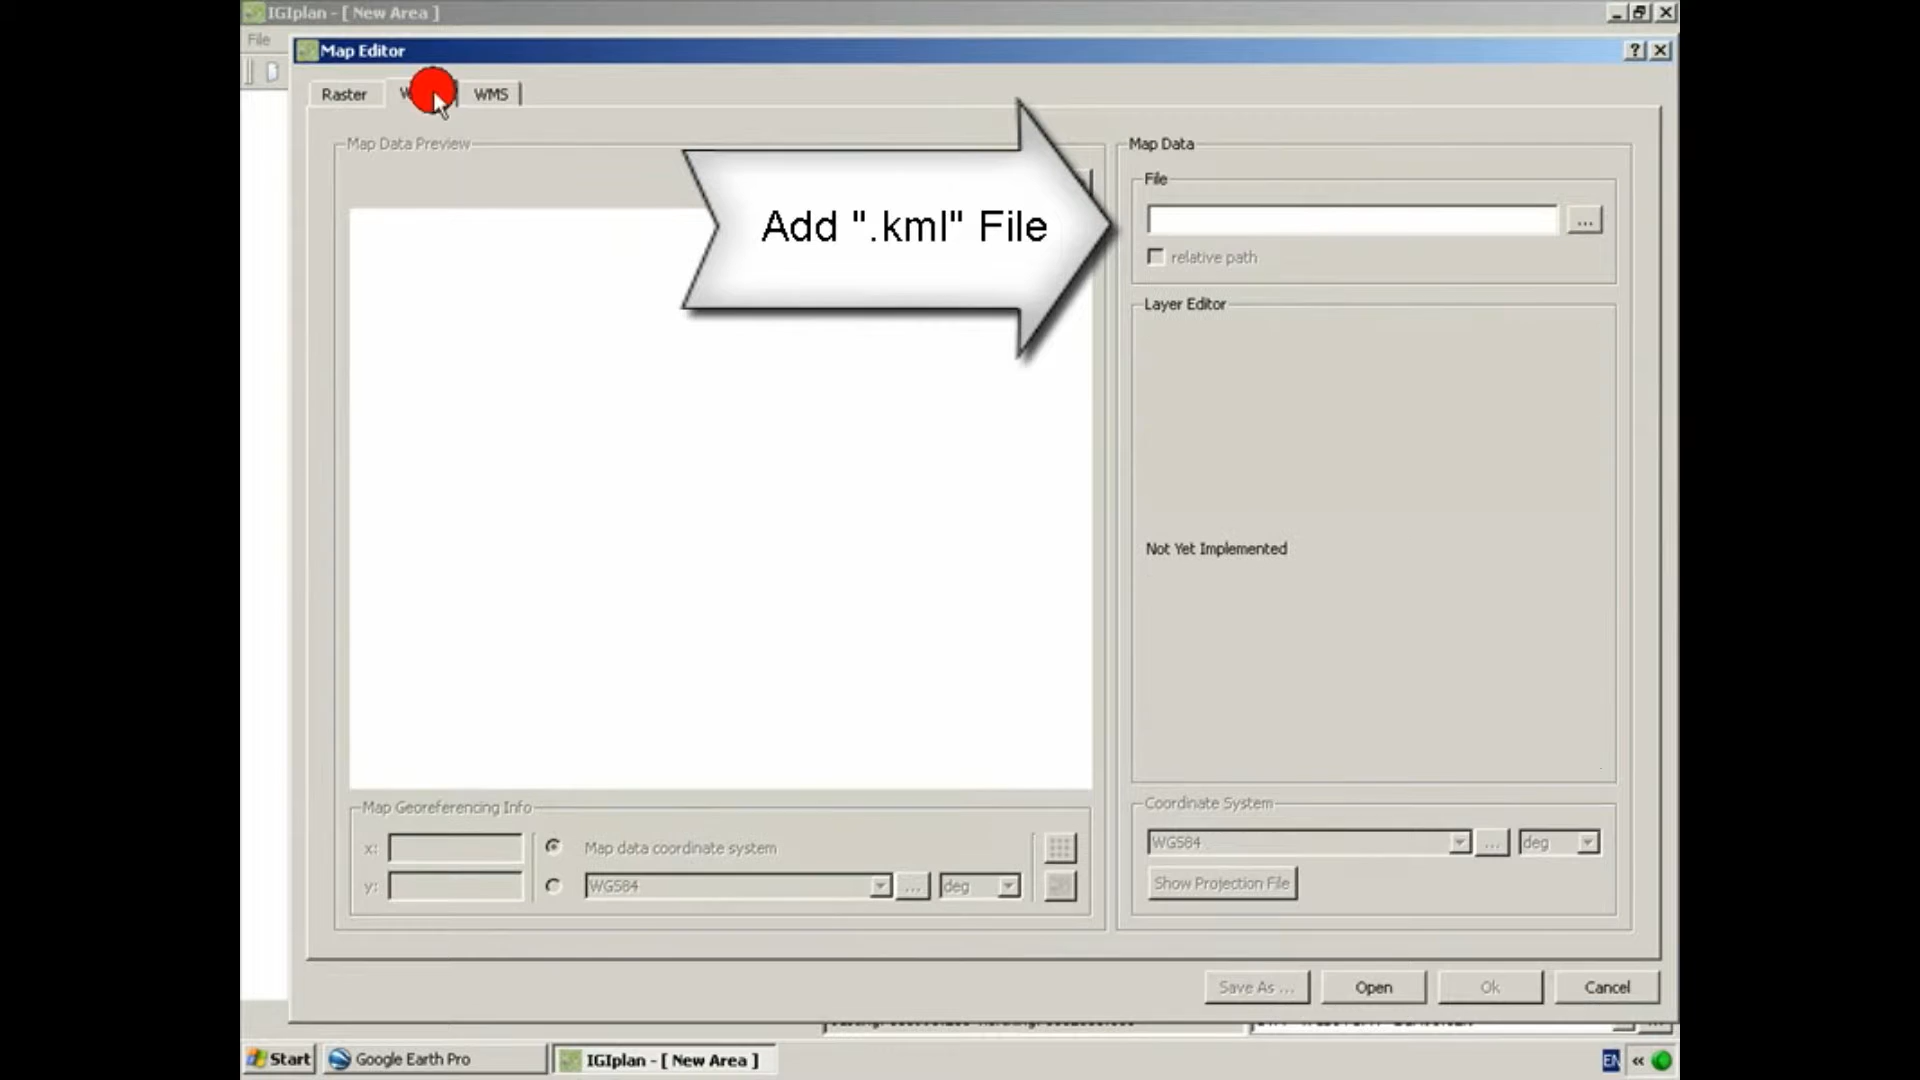 IGIplan - [ New Area ]
File
Map Editor
Raster
WMS
Map Data Preview
Map Data
File
...
relative path
Add ".kml" File
Layer Editor
Not Yet Implemented
Map Georeferencing Info
x:
Map data coordinate system
y:
WGS84
...
deg
Coordinate System
WGS84
...
deg
Show Projection File
Save As ...
Open
Ok
Cancel
Start
Google Earth Pro
IGIplan - [ New Area ]
EN
«